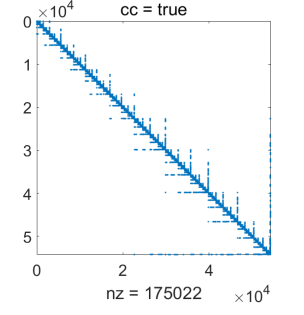 ×10⁴
cc = true
0
1
2
3
4
5
0 2 4
nz = 175022
×10⁴